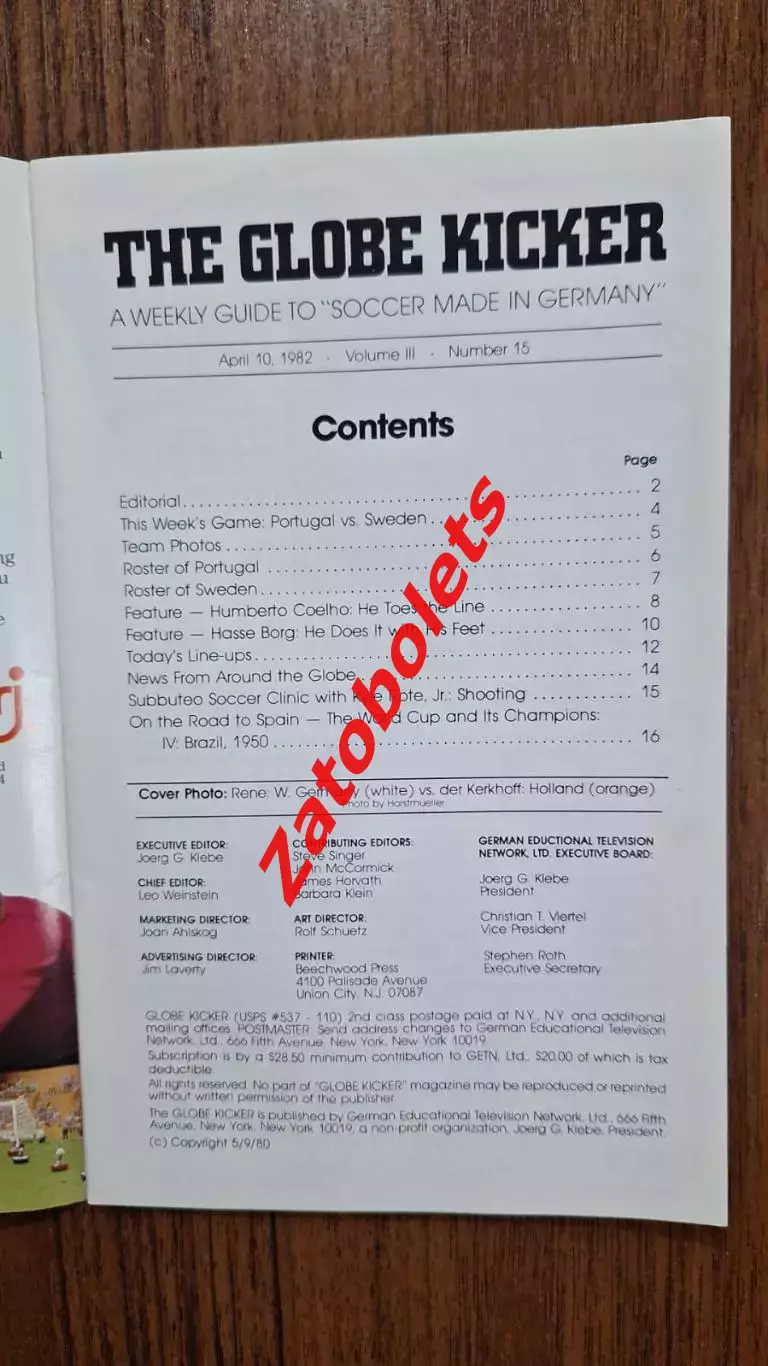 THE GLOBE KICKER
A WEEKLY GUIDE TO "SOCCER MADE IN GERMANY"
April 10, 1982 · Volume III · Number 15
Contents
Page
Editorial 2
This Week's Game: Portugal vs. Sweden 4
Team Photos 5
Roster of Portugal 6
Roster of Sweden 7
Feature — Humberto Coelho: He Toes the Line 8
Feature — Hasse Borg: He Does It with His Feet 10
Today's Line-ups 12
News From Around the Globe 14
Subbuteo Soccer Clinic with Kyle Rote, Jr.: Shooting 15
On the Road to Spain — The World Cup and Its Champions:
IV: Brazil, 1950 16
Cover Photo: Rene: W. Germany (white) vs. der Kerkhoff: Holland (orange)
Photo by Horstmueller
EXECUTIVE EDITOR:
Joerg G. Klebe
CHIEF EDITOR:
Leo Weinstein
MARKETING DIRECTOR:
Joan Ahlskog
ADVERTISING DIRECTOR:
Jim Laverty
CONTRIBUTING EDITORS:
Steve Singer
John McCormick
James Horvath
Barbara Klein
ART DIRECTOR:
Rolf Schuetz
PRINTER:
Beechwood Press
4100 Palisade Avenue
Union City, N.J. 07087
GERMAN EDUCTIONAL TELEVISION
NETWORK, LTD. EXECUTIVE BOARD:
Joerg G. Klebe
President
Christian T. Viertel
Vice President
Stephen Roth
Executive Secretary
GLOBE KICKER (USPS #537 - 110) 2nd class postage paid at N.Y., N.Y. and additional
mailing offices. POSTMASTER: Send address changes to German Educational Television
Network, Ltd., 666 Fifth Avenue, New York, New York 10019.
Subscription is by a $28.50 minimum contribution to GETN, Ltd., $20.00 of which is tax
deductible.
All rights reserved. No part of "GLOBE KICKER" magazine may be reproduced or reprinted
without written permission of the publisher.
The GLOBE KICKER is published by German Educational Television Network, Ltd., 666 Fifth
Avenue, New York, New York 10019, a non-profit organization, Joerg G. Klebe, President.
(c) Copyright 5/9/80
Zatobolets